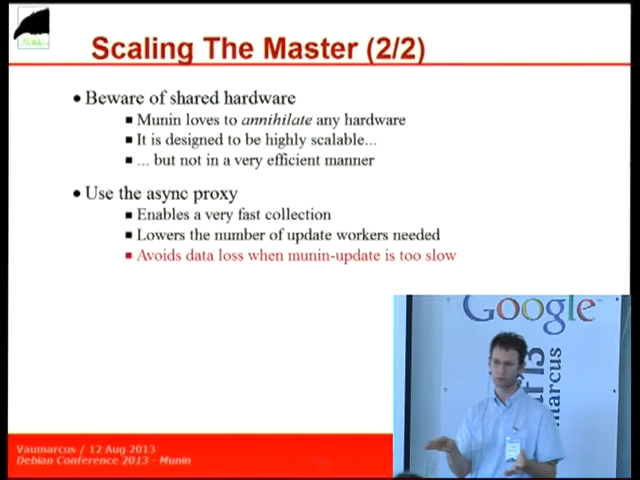 Scaling The Master (2/2)
• Beware of shared hardware
▪ Munin loves to annihilate any hardware
▪ It is designed to be highly scalable...
▪ ... but not in a very efficient manner
• Use the async proxy
▪ Enables a very fast collection
▪ Lowers the number of update workers needed
▪ Avoids data loss when munin-update is too slow
Google
marcus
Vaumarcus / 12 Aug 2013
Debian Conference 2013 - Munin